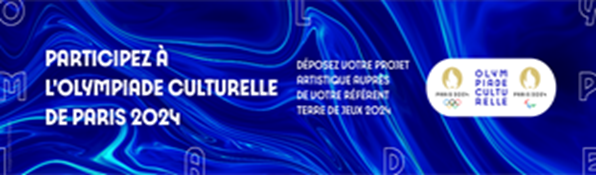 PARTICIPEZ À
L'OLYMPIADE CULTURELLE
DE PARIS 2024
DÉPOSEZ VOTRE PROJET
ARTISTIQUE AUPRÈS
DE VOTRE RÉFÉRENT
TERRE DE JEUX 2024
PARIS 2024
OLYM
PIADE
CULTU
RELLE
PARIS 2024
O L Y
M P
I A D E